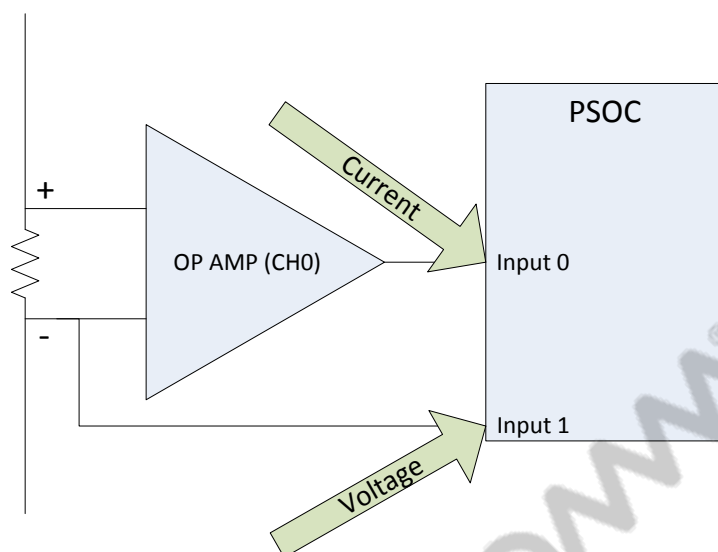 PSOC
Current
+
OP AMP (CH0)
Input 0
-
Input 1
Voltage